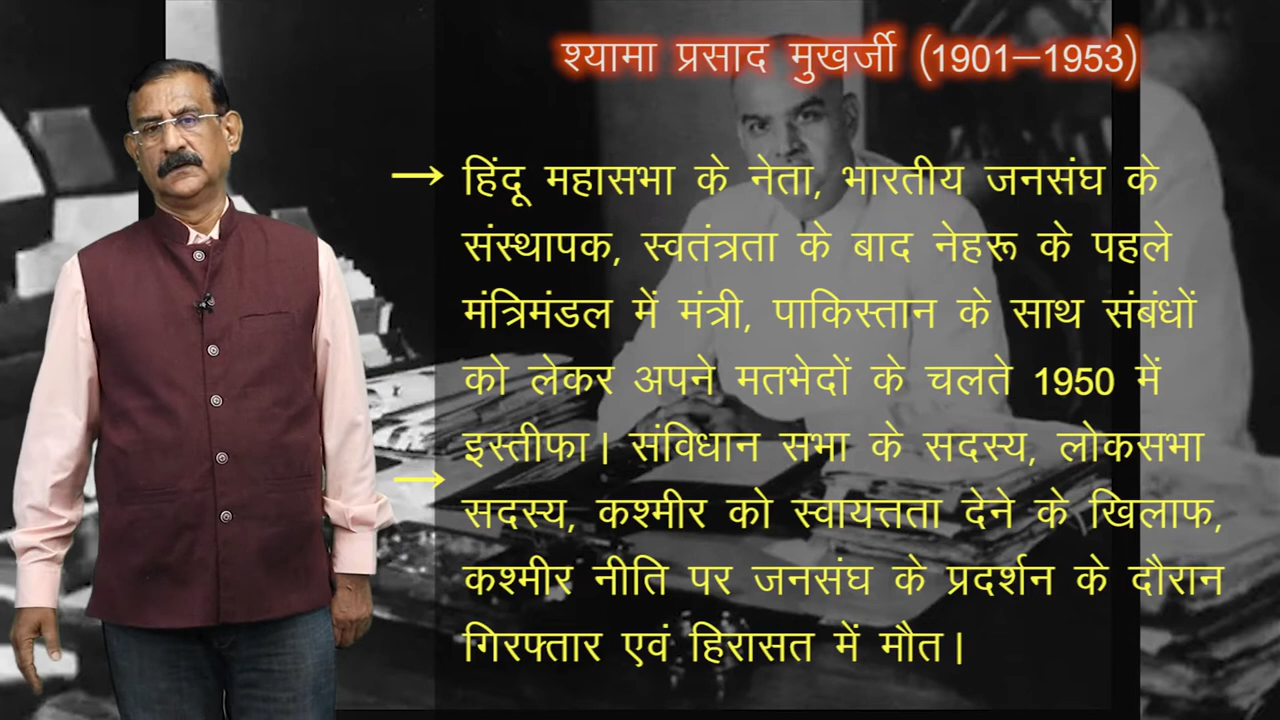 श्यामा प्रसाद मुखर्जी (1901–1953)
→ हिंदू महासभा के नेता, भारतीय जनसंघ के
संस्थापक, स्वतंत्रता के बाद नेहरू के पहले
मंत्रिमंडल में मंत्री, पाकिस्तान के साथ संबंधों
को लेकर अपने मतभेदों के चलते 1950 में
इस्तीफा। संविधान सभा के सदस्य, लोकसभा
→ सदस्य, कश्मीर को स्वायत्तता देने के खिलाफ,
कश्मीर नीति पर जनसंघ के प्रदर्शन के दौरान
गिरफ्तार एवं हिरासत में मौत।